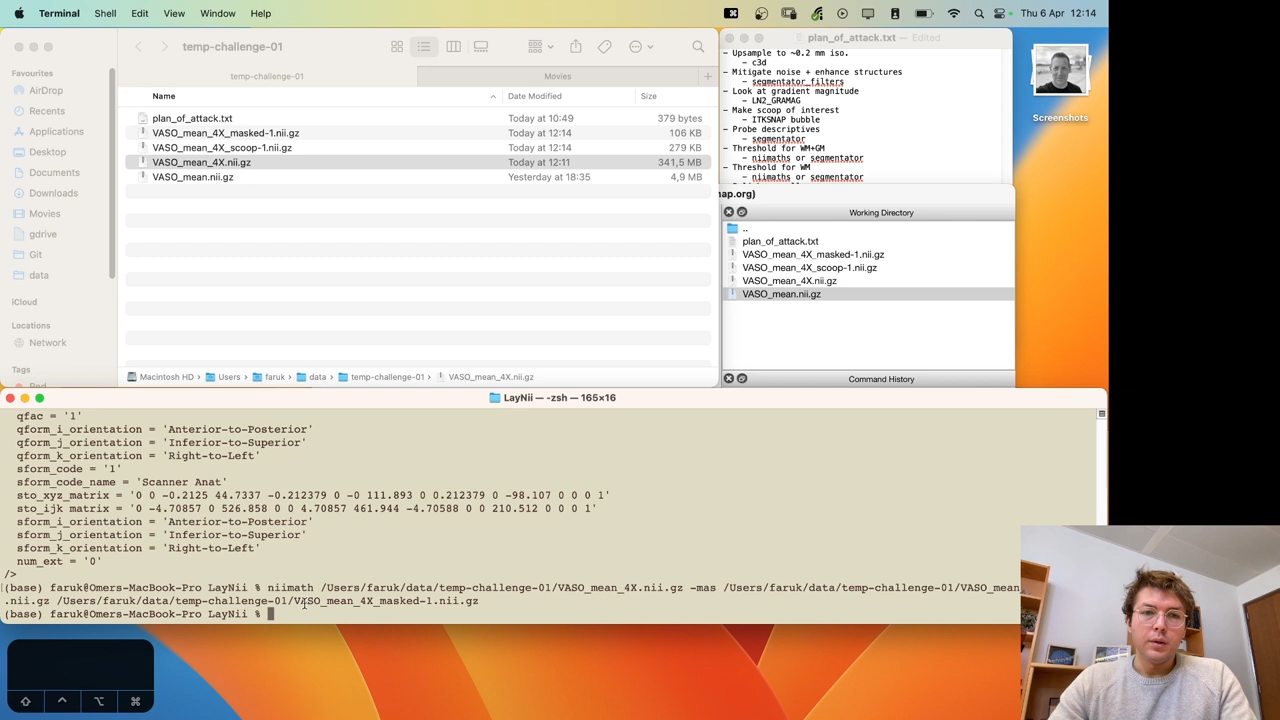 Terminal Shell Edit View Window Help Thu 6 Apr 12:14
temp-challenge-01
temp-challenge-01 Movies
Favourites
AirDrop
Recents
Applications
Desktop
Downloads
Movies
gdrive
Git
data
iCloud
Locations
Network
Tags
Name Date Modified Size
plan_of_attack.txt Today at 10:49 379 bytes
VASO_mean_4X_masked-1.nii.gz Today at 12:14 106 KB
VASO_mean_4X_scoop-1.nii.gz Today at 12:14 279 KB
VASO_mean_4X.nii.gz Today at 12:11 341,5 MB
VASO_mean.nii.gz Yesterday at 18:35 4,9 MB
Macintosh HD › Users › faruk › data › temp-challenge-01 › VASO_mean_4X.nii.gz
plan_of_attack.txt — Edited
- Upsample to ~0.2 mm iso.
- c3d
- Mitigate noise + enhance structures
- segmentator_filters
- Look at gradient magnitude
- LN2_GRAMAG
- Make scoop of interest
- ITKSNAP bubble
- Probe descriptives
- segmentator
- Threshold for WM+GM
- niimaths or segmentator
- Threshold for WM
- niimaths or segmentator
nap.org)
Working Directory
..
plan_of_attack.txt
VASO_mean_4X_masked-1.nii.gz
VASO_mean_4X_scoop-1.nii.gz
VASO_mean_4X.nii.gz
VASO_mean.nii.gz
Command History
Screenshots
LayNii — -zsh — 165×16
qfac = '1'
qform_i_orientation = 'Anterior-to-Posterior'
qform_j_orientation = 'Inferior-to-Superior'
qform_k_orientation = 'Right-to-Left'
sform_code = '1'
sform_code_name = 'Scanner Anat'
sto_xyz_matrix = '0 0 -0.2125 44.7337 -0.212379 0 -0 111.893 0 0.212379 0 -98.107 0 0 0 1'
sto_ijk matrix = '0 -4.70857 0 526.858 0 0 4.70857 461.944 -4.70588 0 0 210.512 0 0 0 1'
sform_i_orientation = 'Anterior-to-Posterior'
sform_j_orientation = 'Inferior-to-Superior'
sform_k_orientation = 'Right-to-Left'
num_ext = '0'
/>
(base) faruk@Omers-MacBook-Pro LayNii % niimath /Users/faruk/data/temp-challenge-01/VASO_mean_4X.nii.gz -mas /Users/faruk/data/temp-challenge-01/VASO_mean
.nii.gz /Users/faruk/data/temp-challenge-01/VASO_mean_4X_masked-1.nii.gz
(base) faruk@Omers-MacBook-Pro LayNii %